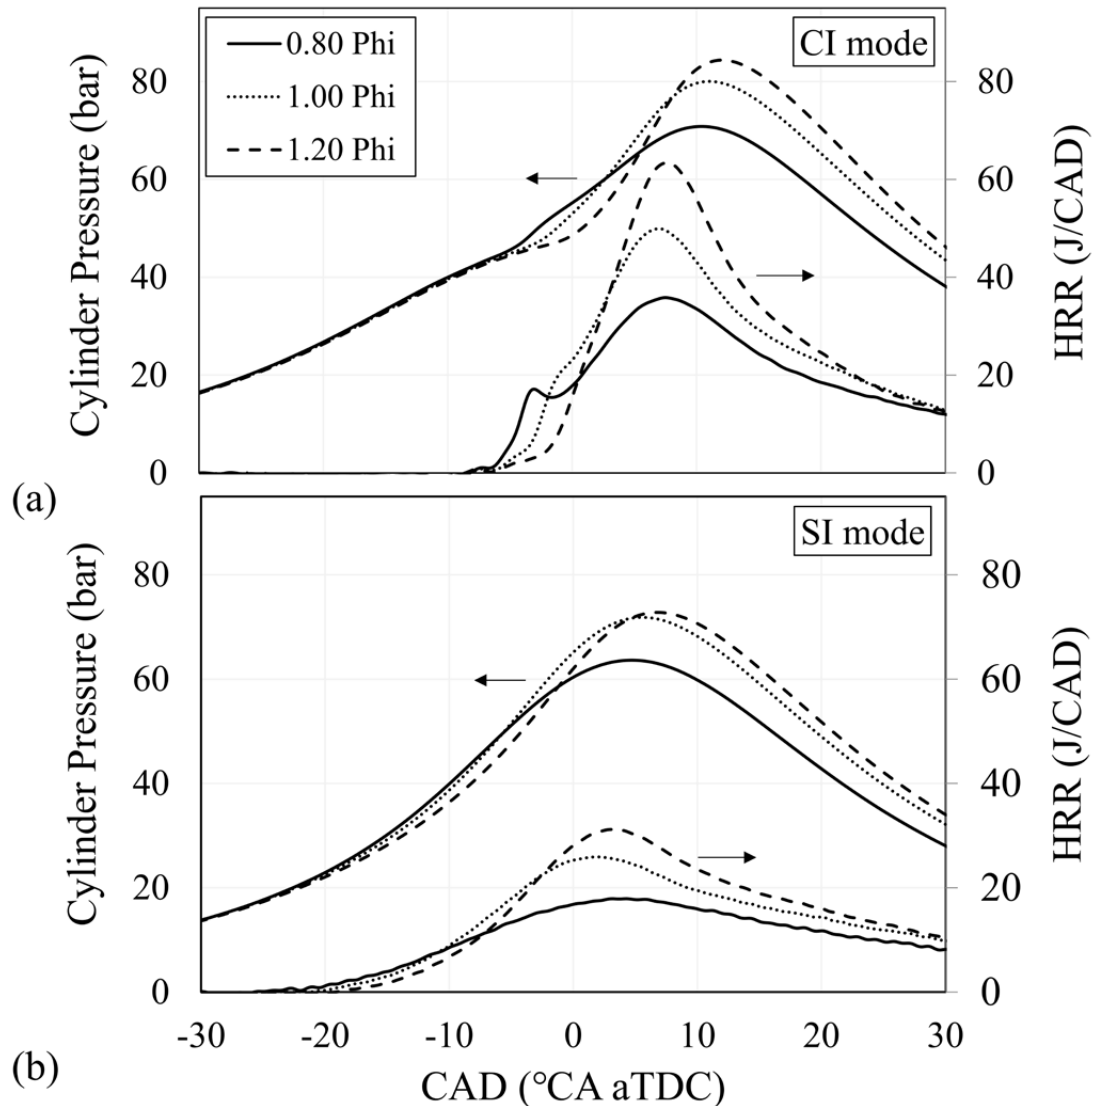 CI mode
0.80 Phi
1.00 Phi
1.20 Phi
Cylinder Pressure (bar)
80
60
40
20
0
80
60
40
20
0
HRR (J/CAD)
(a)
SI mode
Cylinder Pressure (bar)
80
60
40
20
0
80
60
40
20
0
HRR (J/CAD)
-30 -20 -10 0 10 20 30
(b)
CAD (°CA aTDC)